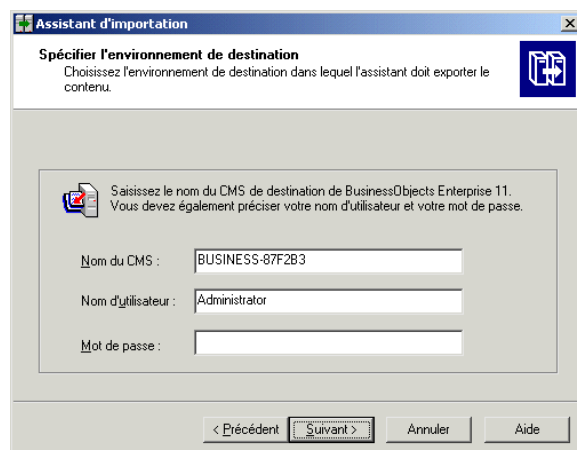 Assistant d'importation
Spécifier l'environnement de destination
Choisissez l'environnement de destination dans lequel l'assistant doit exporter le
contenu.
Saisissez le nom du CMS de destination de BusinessObjects Enterprise 11.
Vous devez également préciser votre nom d'utilisateur et votre mot de passe.
Nom du CMS :
BUSINESS-87F2B3
Nom d'utilisateur :
Administrator
Mot de passe :
< Précédent
Suivant >
Annuler
Aide